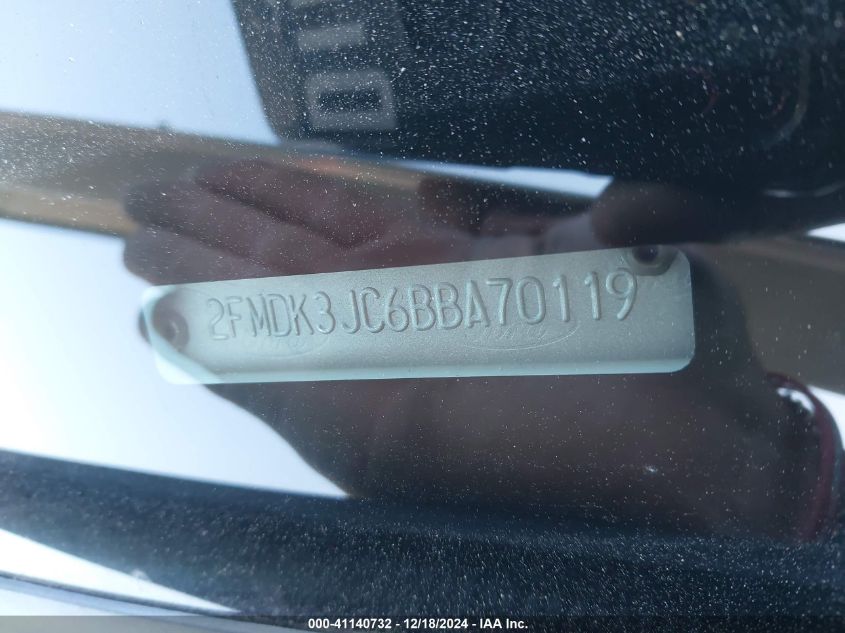 2FMDK3JC6BBA70119
000-41140732 - 12/18/2024 - IAA Inc.